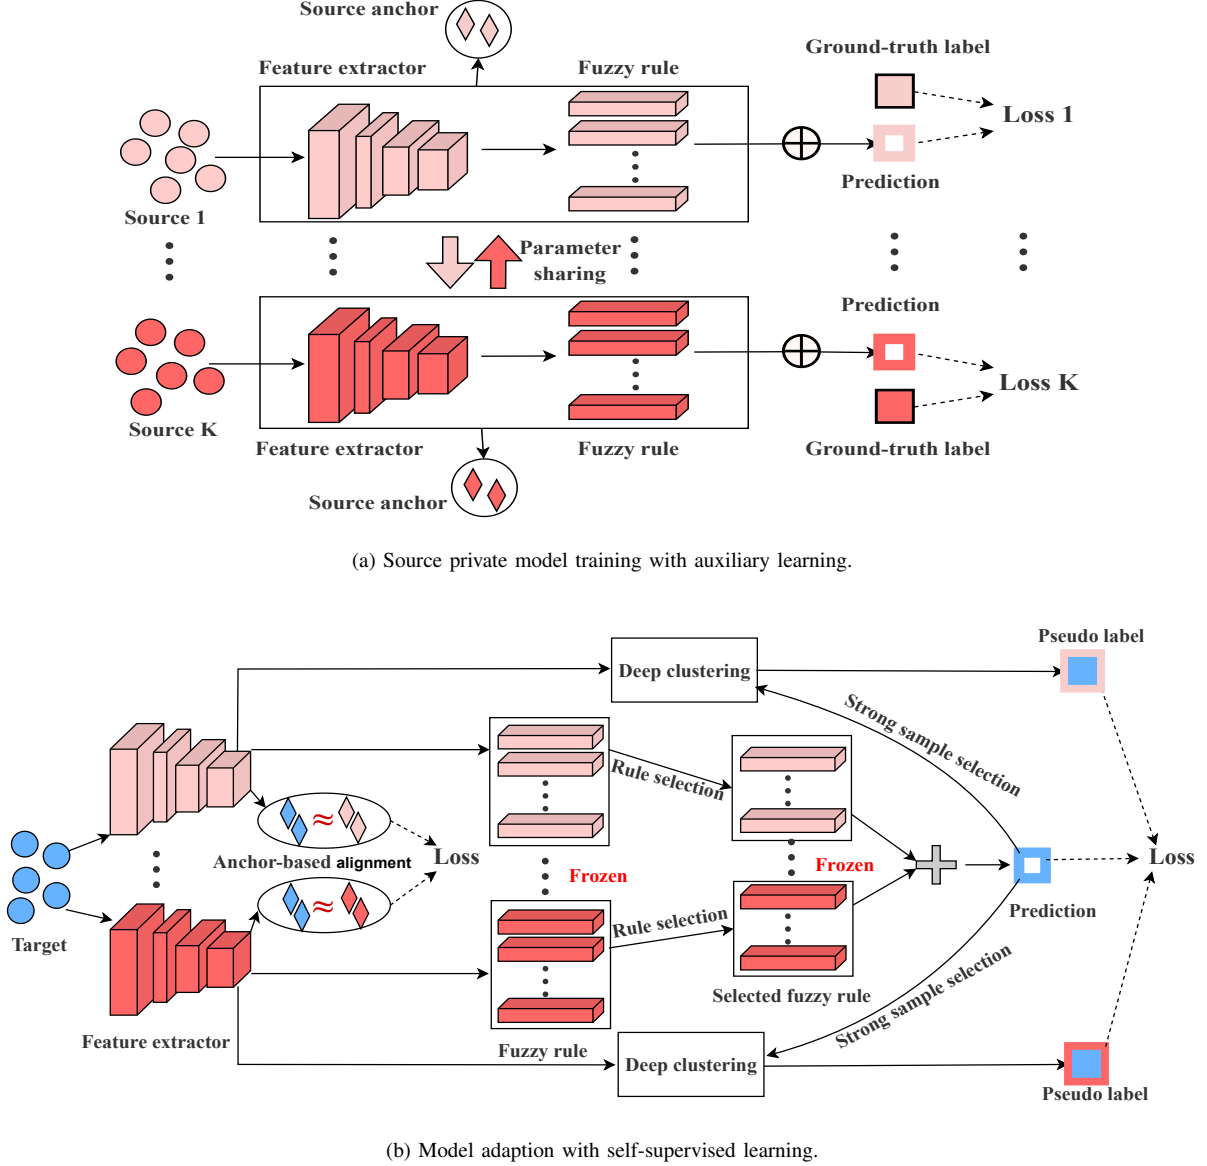 Source anchor
Ground-truth label
Feature extractor
Fuzzy rule
Loss 1
Prediction
Source 1
Parameter
sharing
Prediction
Loss K
Source K
Feature extractor
Fuzzy rule
Ground-truth label
Source anchor
(a) Source private model training with auxiliary learning.
Pseudo label
Deep clustering
Strong sample selection
Rule selection
≈
Anchor-based alignment
Loss
Frozen
Frozen
Loss
≈
Target
Rule selection
Prediction
Selected fuzzy rule
Strong sample selection
Feature extractor
Fuzzy rule
Deep clustering
Pseudo label
(b) Model adaption with self-supervised learning.